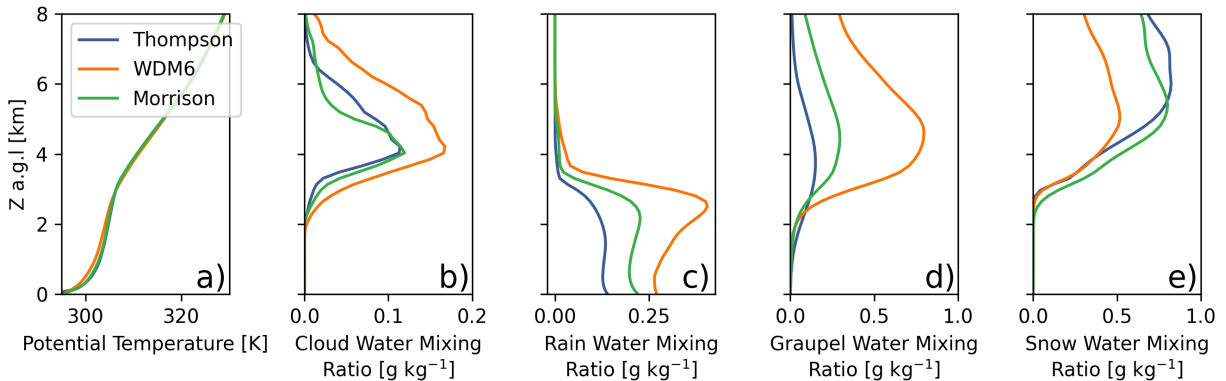 8
6
4
2
0
Z a.g.l [km]
Thompson
WDM6
Morrison
a)
b)
c)
d)
e)
300 320
0.0 0.1 0.2
0.00 0.25
0.0 0.5 1.0
0.0 0.5 1.0
Potential Temperature [K]
Cloud Water Mixing
Ratio [g kg⁻¹]
Rain Water Mixing
Ratio [g kg⁻¹]
Graupel Water Mixing
Ratio [g kg⁻¹]
Snow Water Mixing
Ratio [g kg⁻¹]